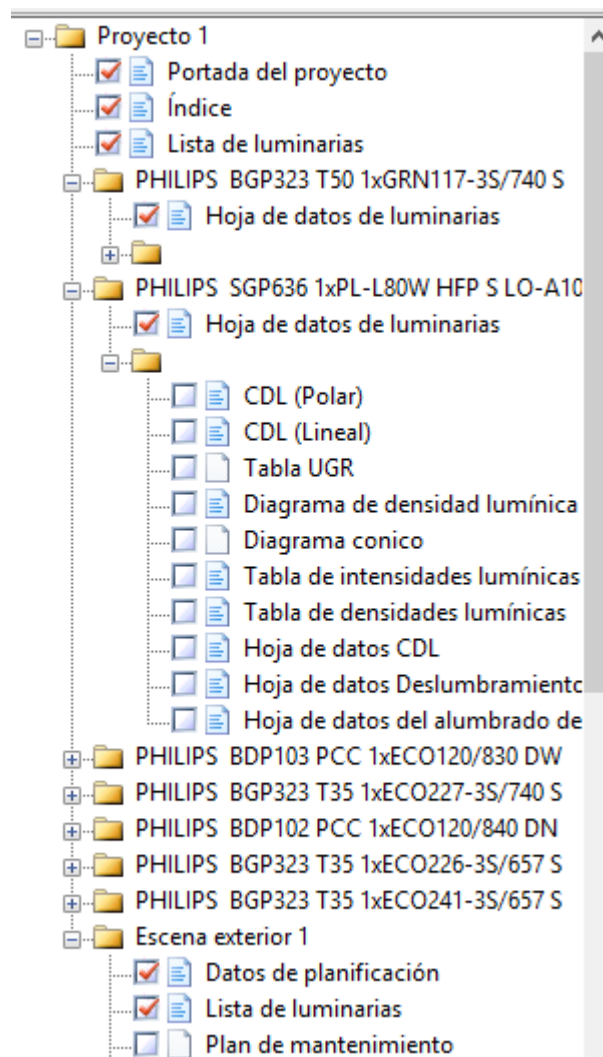 Proyecto 1
Portada del proyecto
Índice
Lista de luminarias
PHILIPS BGP323 T50 1xGRN117-3S/740 S
Hoja de datos de luminarias
PHILIPS SGP636 1xPL-L80W HFP S LO-A10
Hoja de datos de luminarias
CDL (Polar)
CDL (Lineal)
Tabla UGR
Diagrama de densidad lumínica
Diagrama conico
Tabla de intensidades lumínicas
Tabla de densidades lumínicas
Hoja de datos CDL
Hoja de datos Deslumbramientc
Hoja de datos del alumbrado de
PHILIPS BDP103 PCC 1xECO120/830 DW
PHILIPS BGP323 T35 1xECO227-3S/740 S
PHILIPS BDP102 PCC 1xECO120/840 DN
PHILIPS BGP323 T35 1xECO226-3S/657 S
PHILIPS BGP323 T35 1xECO241-3S/657 S
Escena exterior 1
Datos de planificación
Lista de luminarias
Plan de mantenimiento